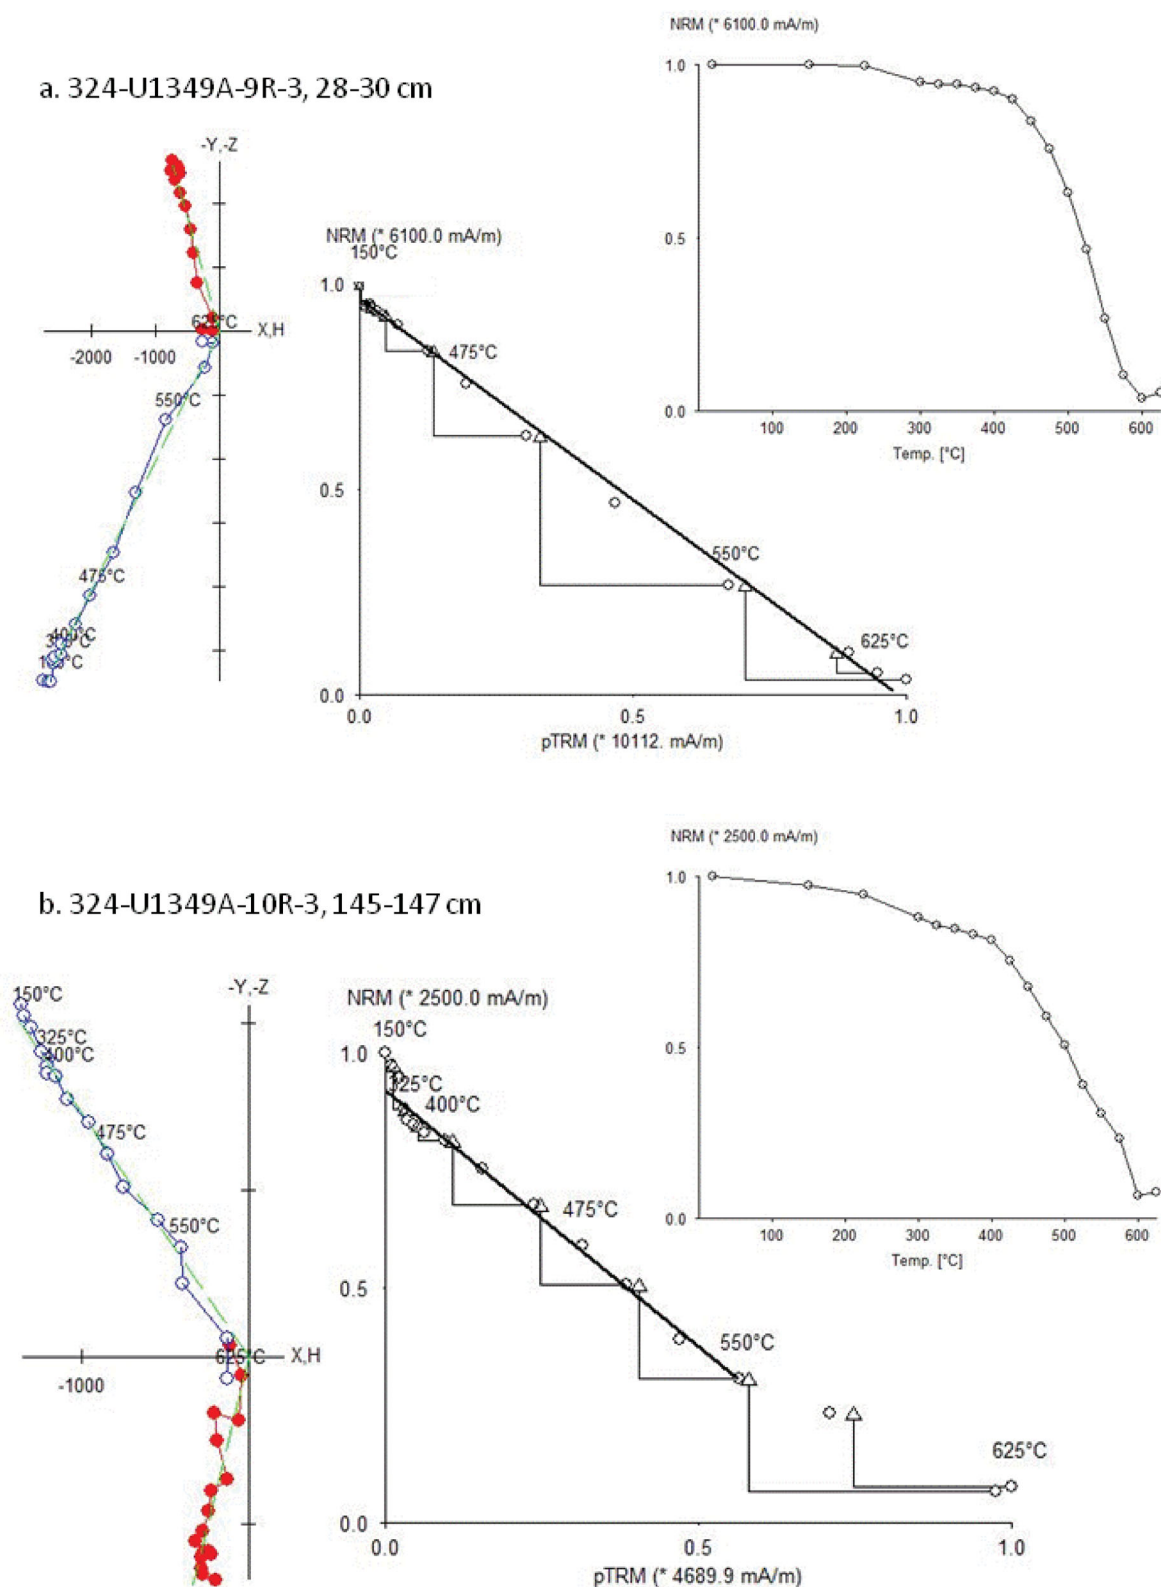 NRM (* 6100.0 mA/m)
a. 324-U1349A-9R-3, 28-30 cm
1.0
0.5
0.0
100
200
300
400
500
600
Temp. [°C]
-Y,-Z
625°C
X,H
-2000
-1000
550°C
475°C
400°C
NRM (* 6100.0 mA/m)
150°C
1.0
475°C
0.5
550°C
625°C
0.0
0.0
0.5
1.0
pTRM (* 10112. mA/m)
NRM (* 2500.0 mA/m)
b. 324-U1349A-10R-3, 145-147 cm
1.0
0.5
0.0
100
200
300
400
500
600
Temp. [°C]
-Y,-Z
150°C
325°C
400°C
475°C
550°C
625°C
X,H
-1000
NRM (* 2500.0 mA/m)
150°C
1.0
325°C
400°C
475°C
0.5
550°C
625°C
0.0
0.0
0.5
1.0
pTRM (* 4689.9 mA/m)